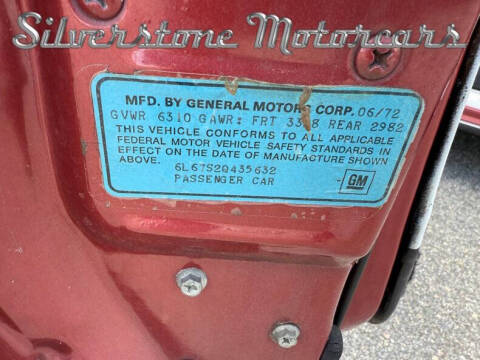 Silverstone Motorcars
MFD. BY GENERAL MOTORS CORP. 06/72
GVWR 6310 GAWR: FRT REAR 2982
THIS VEHICLE CONFORMS TO ALL APPLICABLE
FEDERAL MOTOR VEHICLE SAFETY STANDARDS IN
EFFECT ON THE DATE OF MANUFACTURE SHOWN
ABOVE.
6L67S2Q435632
PASSENGER CAR
GM